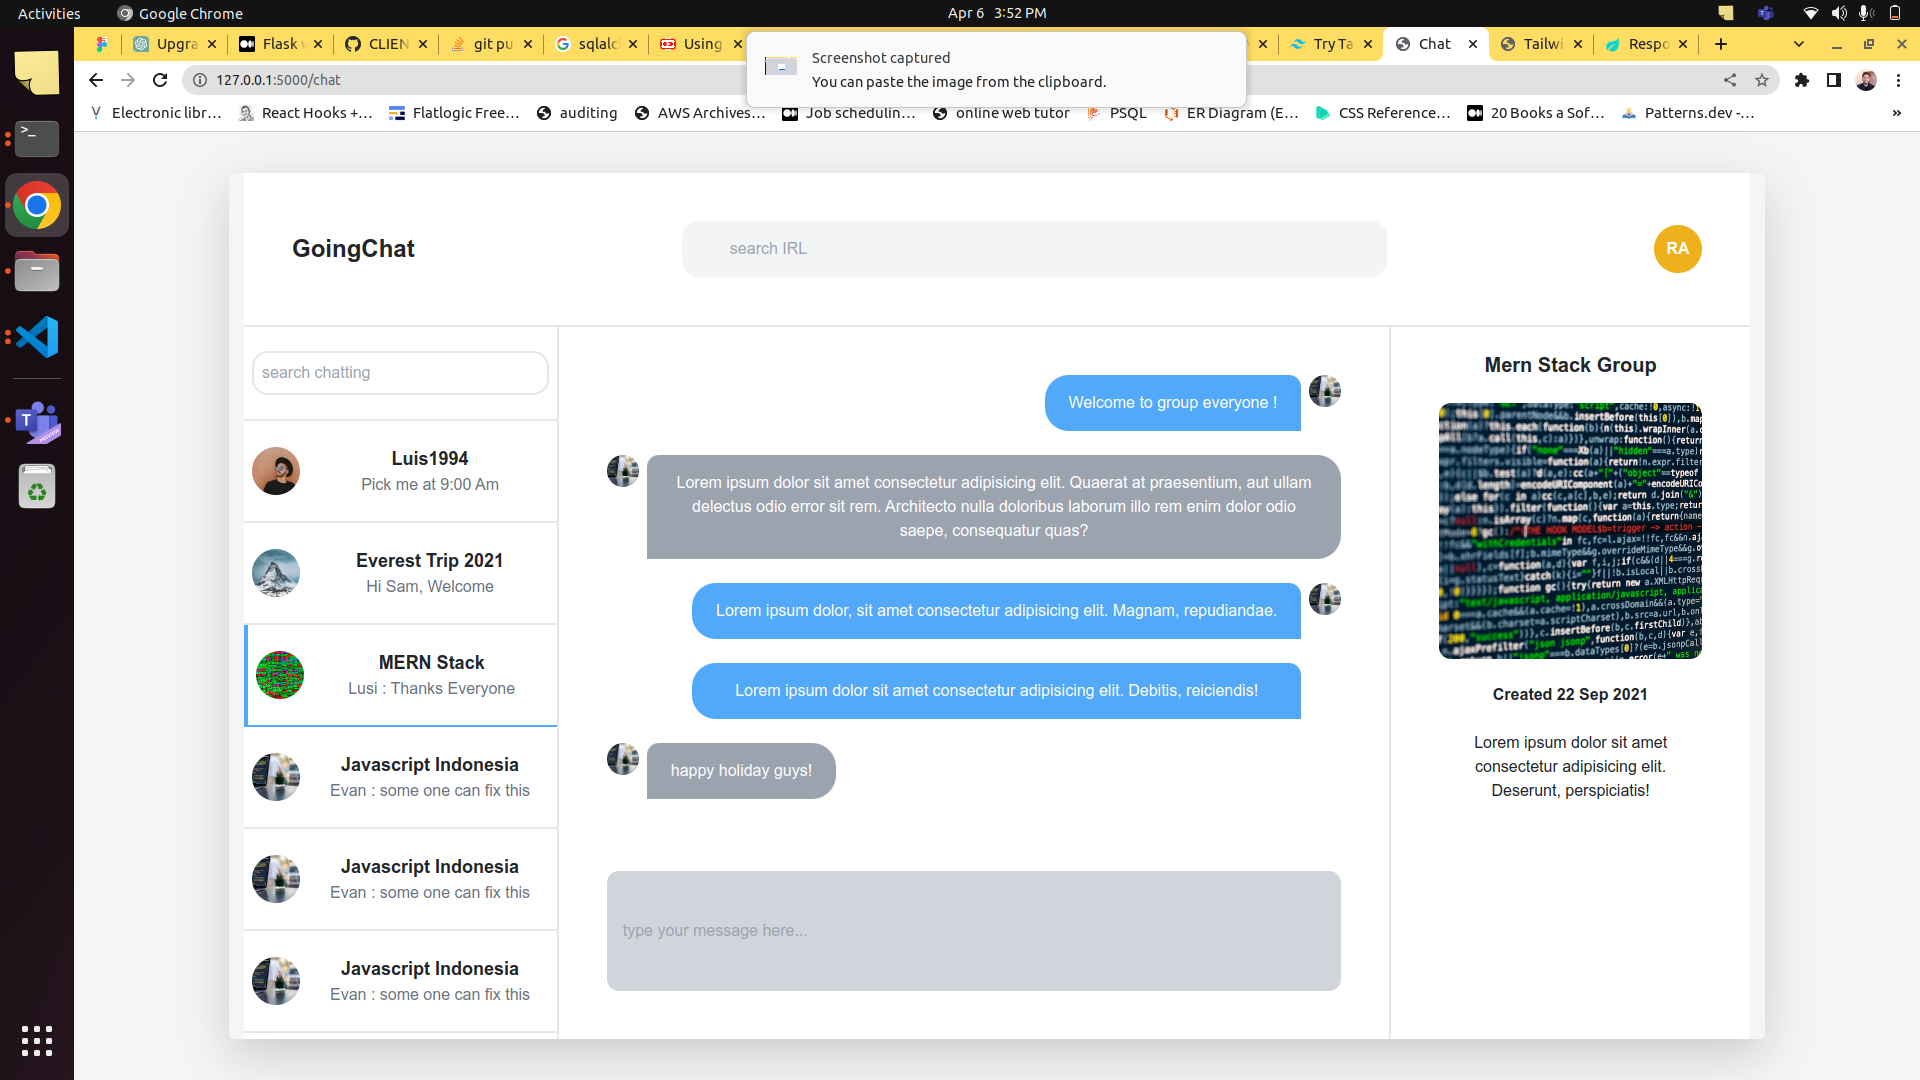 Activities
Google Chrome
Apr 6 3:52 PM
Upgra
Flask
CLIEN
git pu
sqlalc
Using
Screenshot captured
You can paste the image from the clipboard.
Try Ta
Chat
Tailwi
Respo
127.0.0.1:5000/chat
Electronic libr...
React Hooks +...
Flatlogic Free...
auditing
AWS Archives...
Job schedulin...
online web tutor
PSQL
ER Diagram (E...
CSS Reference...
20 Books a Sof...
Patterns.dev -...
»
GoingChat
search IRL
RA
search chatting
Luis1994
Pick me at 9:00 Am
Everest Trip 2021
Hi Sam, Welcome
MERN Stack
Lusi : Thanks Everyone
Javascript Indonesia
Evan : some one can fix this
Javascript Indonesia
Evan : some one can fix this
Javascript Indonesia
Evan : some one can fix this
Welcome to group everyone !
Lorem ipsum dolor sit amet consectetur adipisicing elit. Quaerat at praesentium, aut ullam
delectus odio error sit rem. Architecto nulla doloribus laborum illo rem enim dolor odio
saepe, consequatur quas?
Lorem ipsum dolor, sit amet consectetur adipisicing elit. Magnam, repudiandae.
Lorem ipsum dolor sit amet consectetur adipisicing elit. Debitis, reiciendis!
happy holiday guys!
type your message here...
Mern Stack Group
Created 22 Sep 2021
Lorem ipsum dolor sit amet
consectetur adipisicing elit.
Deserunt, perspiciatis!